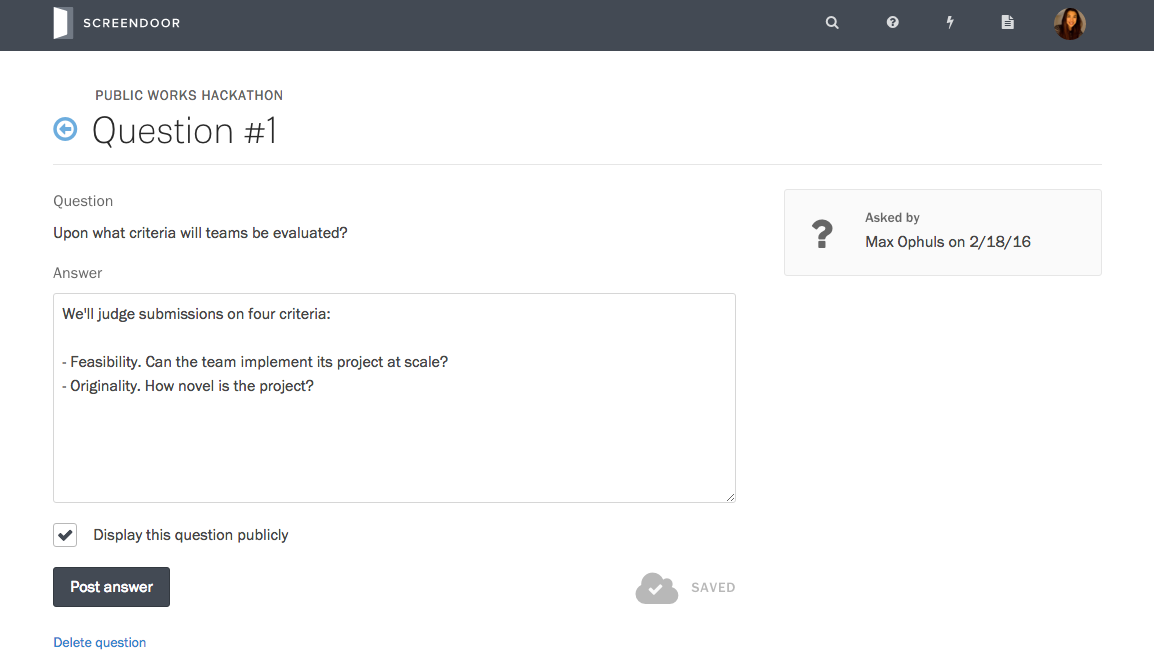 SCREENDOOR
PUBLIC WORKS HACKATHON
Question #1
Question
Upon what criteria will teams be evaluated?
Asked by
Max Ophuls on 2/18/16
Answer
We'll judge submissions on four criteria:
- Feasibility. Can the team implement its project at scale?
- Originality. How novel is the project?
Display this question publicly
Post answer
SAVED
Delete question